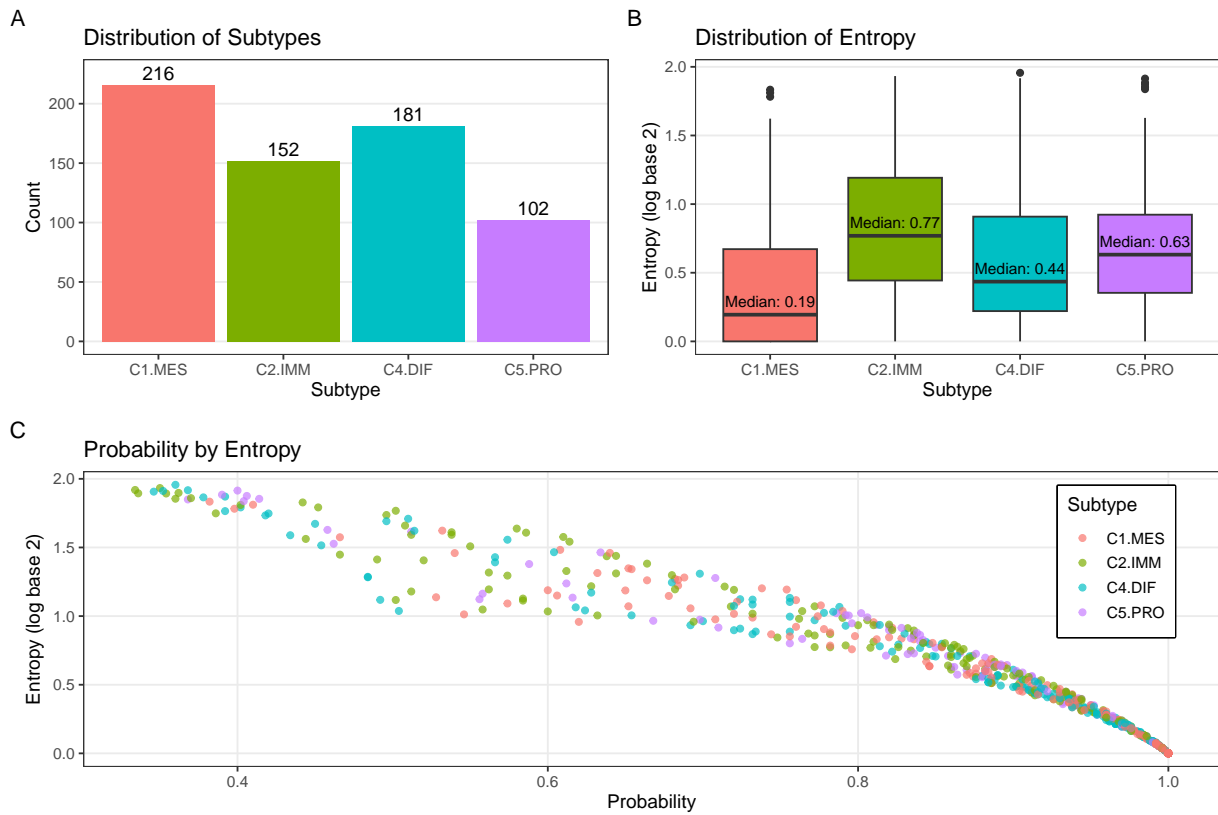 A
Distribution of Subtypes
Count
200
150
100
50
0
216
152
181
102
C1.MES C2.IMM C4.DIF C5.PRO
Subtype
B
Distribution of Entropy
Entropy (log base 2)
2.0
1.5
1.0
0.5
0.0
Median: 0.19
Median: 0.77
Median: 0.44
Median: 0.63
C1.MES C2.IMM C4.DIF C5.PRO
Subtype
C
Probability by Entropy
Entropy (log base 2)
2.0
1.5
1.0
0.5
0.0
0.4 0.6 0.8 1.0
Probability
Subtype
C1.MES
C2.IMM
C4.DIF
C5.PRO